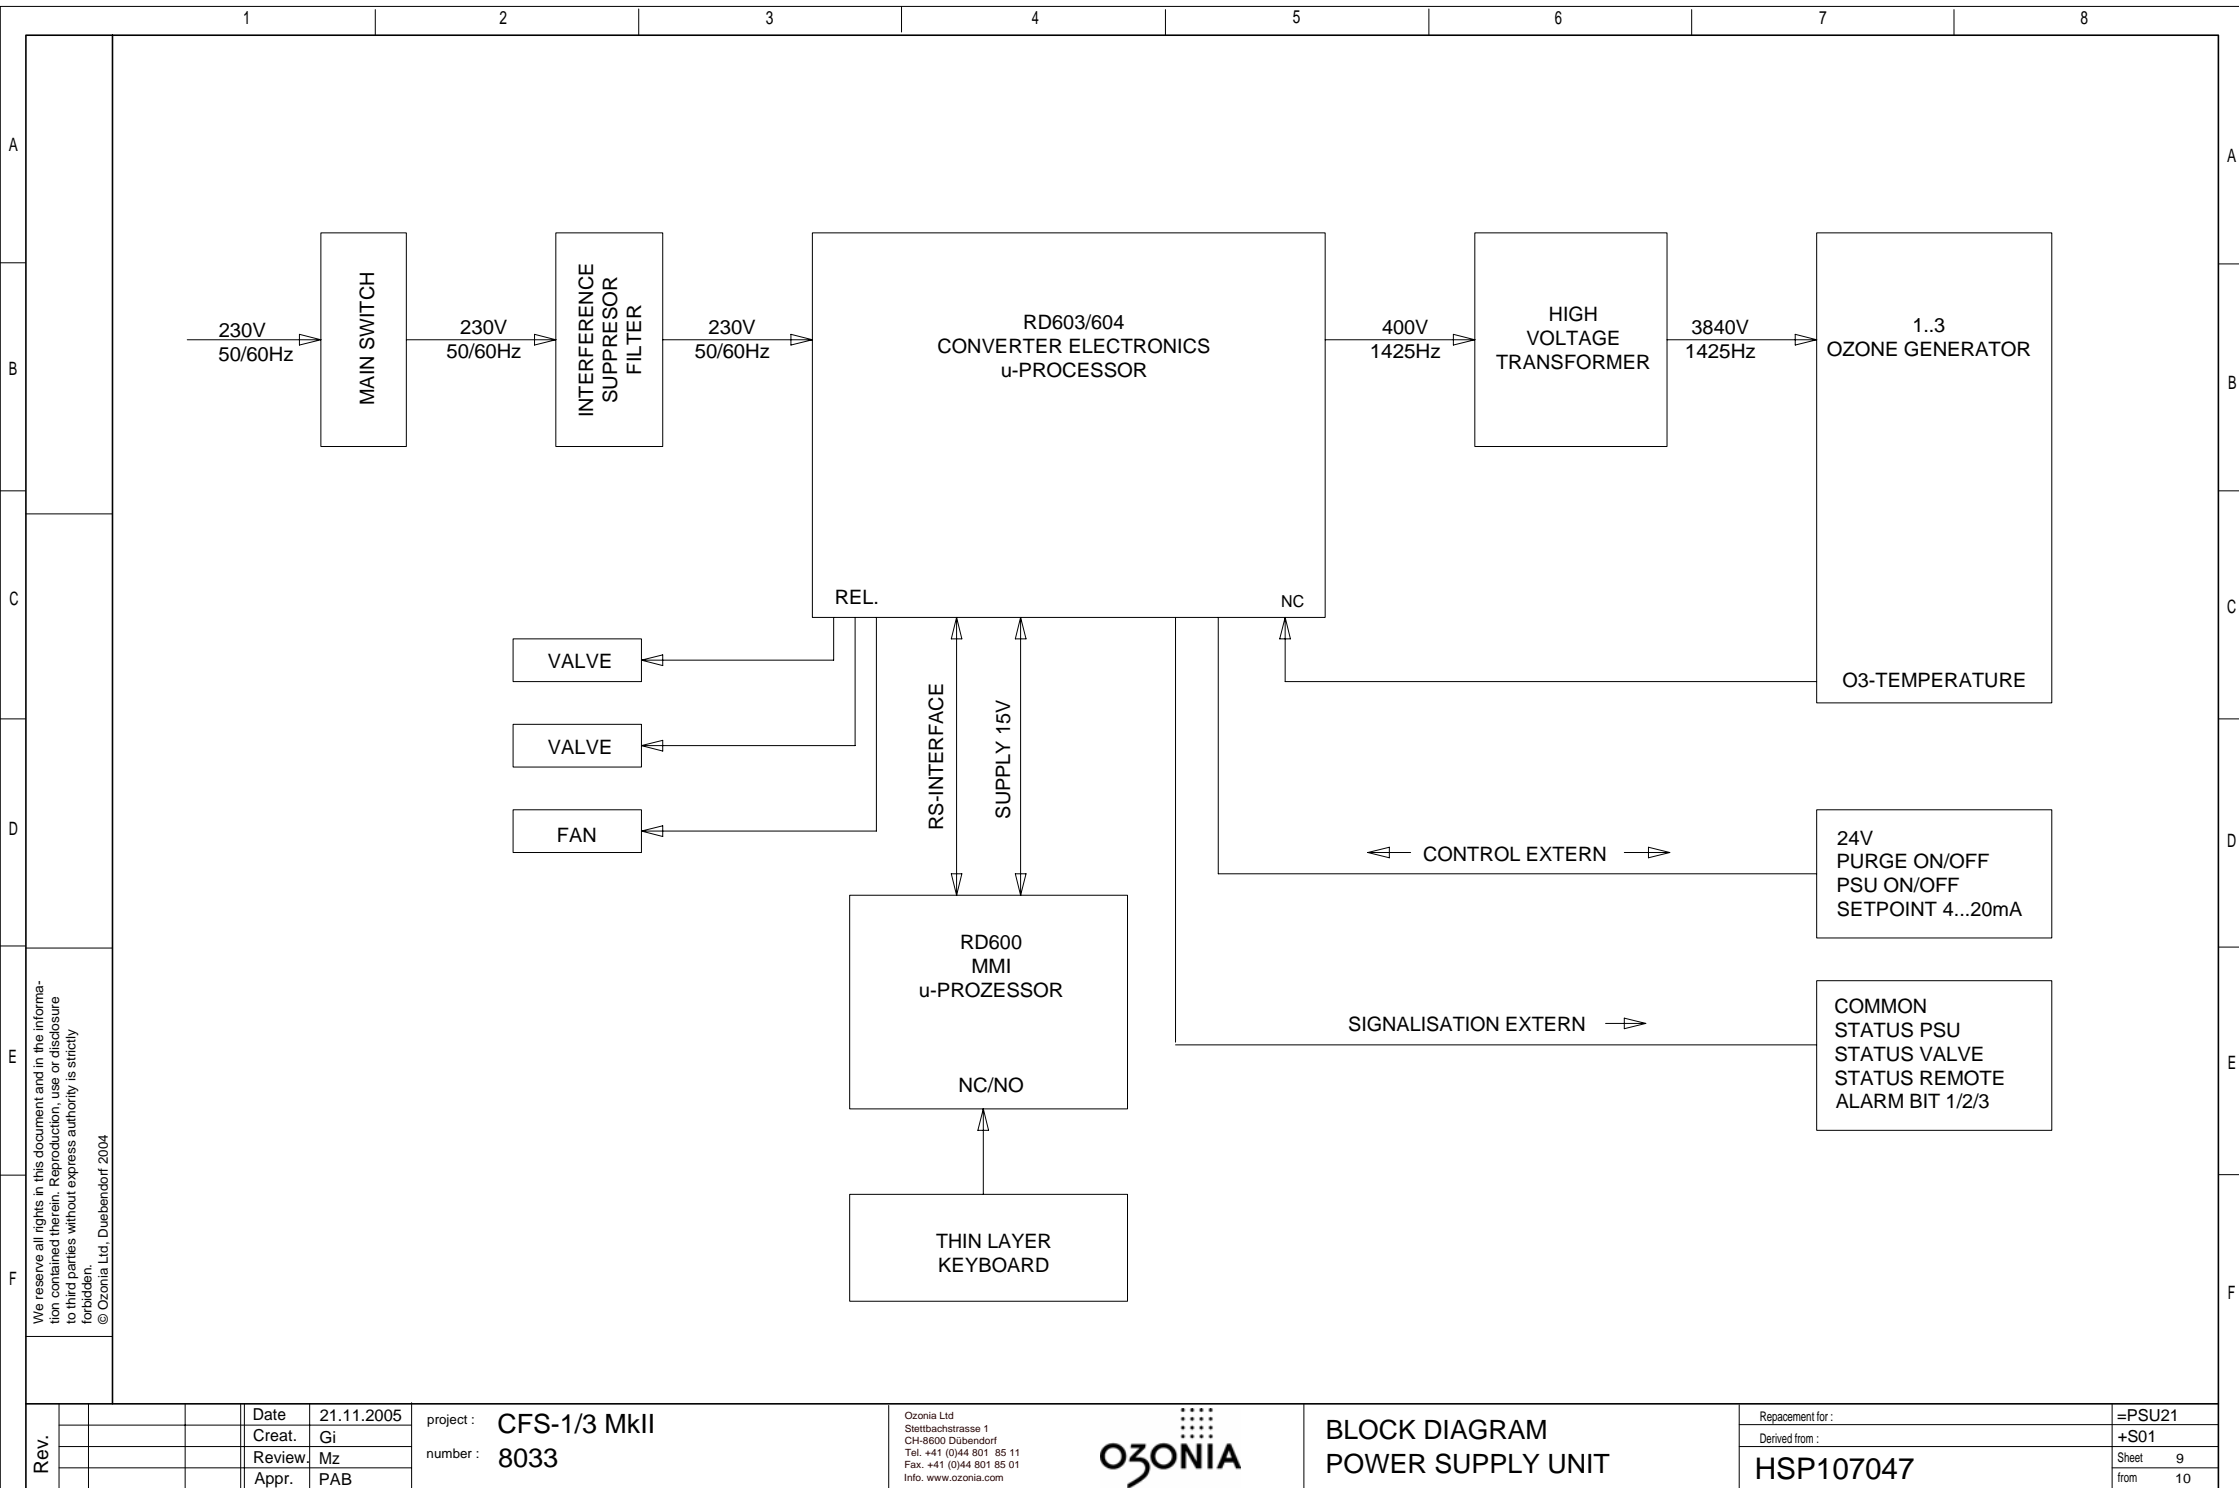 1 2 3 4 5 6 7 8
A
A
B
B
C
C
D
D
E
E
F
F
230V
50/60Hz
MAIN SWITCH
230V
50/60Hz
INTERFERENCE
SUPPRESOR
FILTER
230V
50/60Hz
RD603/604
CONVERTER ELECTRONICS
u-PROCESSOR
REL.
NC
400V
1425Hz
HIGH
VOLTAGE
TRANSFORMER
3840V
1425Hz
1..3
OZONE GENERATOR
O3-TEMPERATURE
VALVE
VALVE
FAN
RS-INTERFACE
SUPPLY 15V
CONTROL EXTERN
24V
PURGE ON/OFF
PSU ON/OFF
SETPOINT 4...20mA
RD600
MMI
u-PROZESSOR
NC/NO
SIGNALISATION EXTERN
COMMON
STATUS PSU
STATUS VALVE
STATUS REMOTE
ALARM BIT 1/2/3
THIN LAYER
KEYBOARD
We reserve all rights in this document and in the informa-
tion contained therein. Reproduction, use or disclosure
to third parties without express authority is strictly
forbidden.
© Ozonia Ltd, Duebendorf 2004
Rev.
Date 21.11.2005
Creat. Gi
Review. Mz
Appr. PAB
project : CFS-1/3 MkII
number : 8033
Ozonia Ltd
Stettbachstrasse 1
CH-8600 Dübendorf
Tel. +41 (0)44 801 85 11
Fax. +41 (0)44 801 85 01
Info. www.ozonia.com
OZONIA
BLOCK DIAGRAM
POWER SUPPLY UNIT
Repacement for :
Derived from :
HSP107047
=PSU21
+S01
Sheet 9
from 10